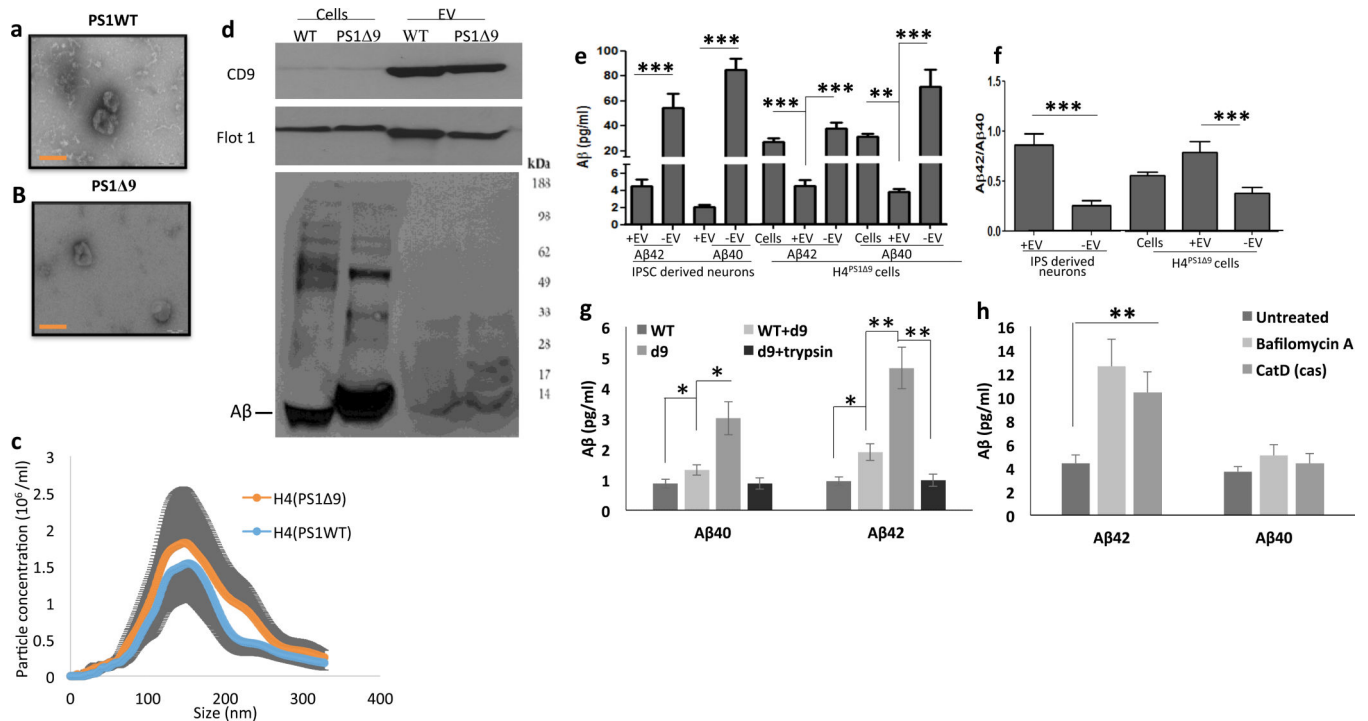 a
PS1WT
B
PS1Δ9
c
Particle concentration (10⁶ /ml)
3
2.5
2
1.5
1
0.5
0
H4(PS1Δ9)
H4(PS1WT)
0 100 200 300 400
Size (nm)
d
Cells EV
WT PS1Δ9 WT PS1Δ9
CD9
Flot 1
kDa
188
98
62
49
33
28
17
14
Aβ
e
Aβ (pg/ml)
100
80
60
40
20
6
4
2
0
*** *** *** *** ** ***
+EV -EV +EV -EV Cells +EV -EV Cells +EV -EV
Aβ42 Aβ40 Aβ42 Aβ40
IPSC derived neurons H4PS1Δ9 cells
f
Aβ42/Aβ40
1.5
1.0
0.5
0.0
*** ***
+EV -EV Cells +EV -EV
IPS derived
neurons
H4PS1Δ9 cells
g
WT WT+d9
d9 d9+trypsin
Aβ (pg/ml)
6
5
4
3
2
1
0
* * * ** **
Aβ40 Aβ42
h
Untreated
Bafilomycin A
CatD (cas)
Aβ (pg/ml)
16
14
12
10
8
6
4
2
0
**
Aβ42 Aβ40